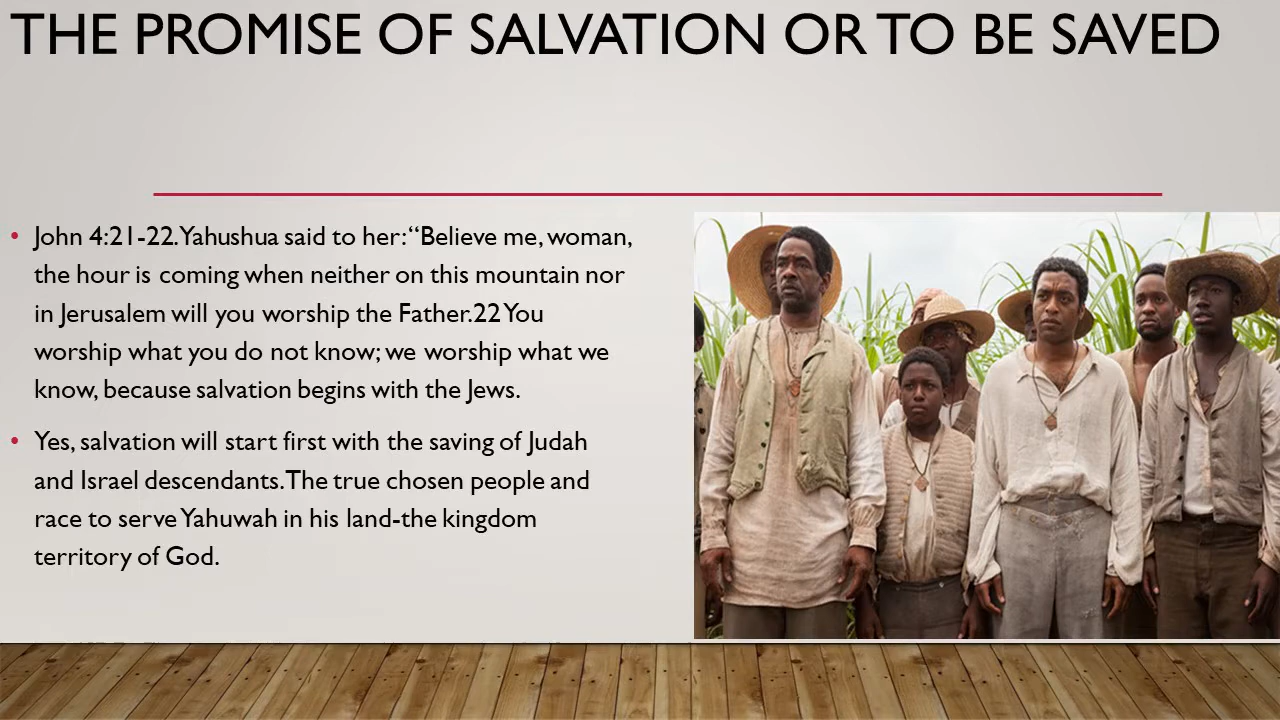 THE PROMISE OF SALVATION OR TO BE SAVED
• John 4:21-22. Yahushua said to her: “Believe me, woman,
the hour is coming when neither on this mountain nor
in Jerusalem will you worship the Father.22 You
worship what you do not know; we worship what we
know, because salvation begins with the Jews.
• Yes, salvation will start first with the saving of Judah
and Israel descendants. The true chosen people and
race to serve Yahuwah in his land-the kingdom
territory of God.